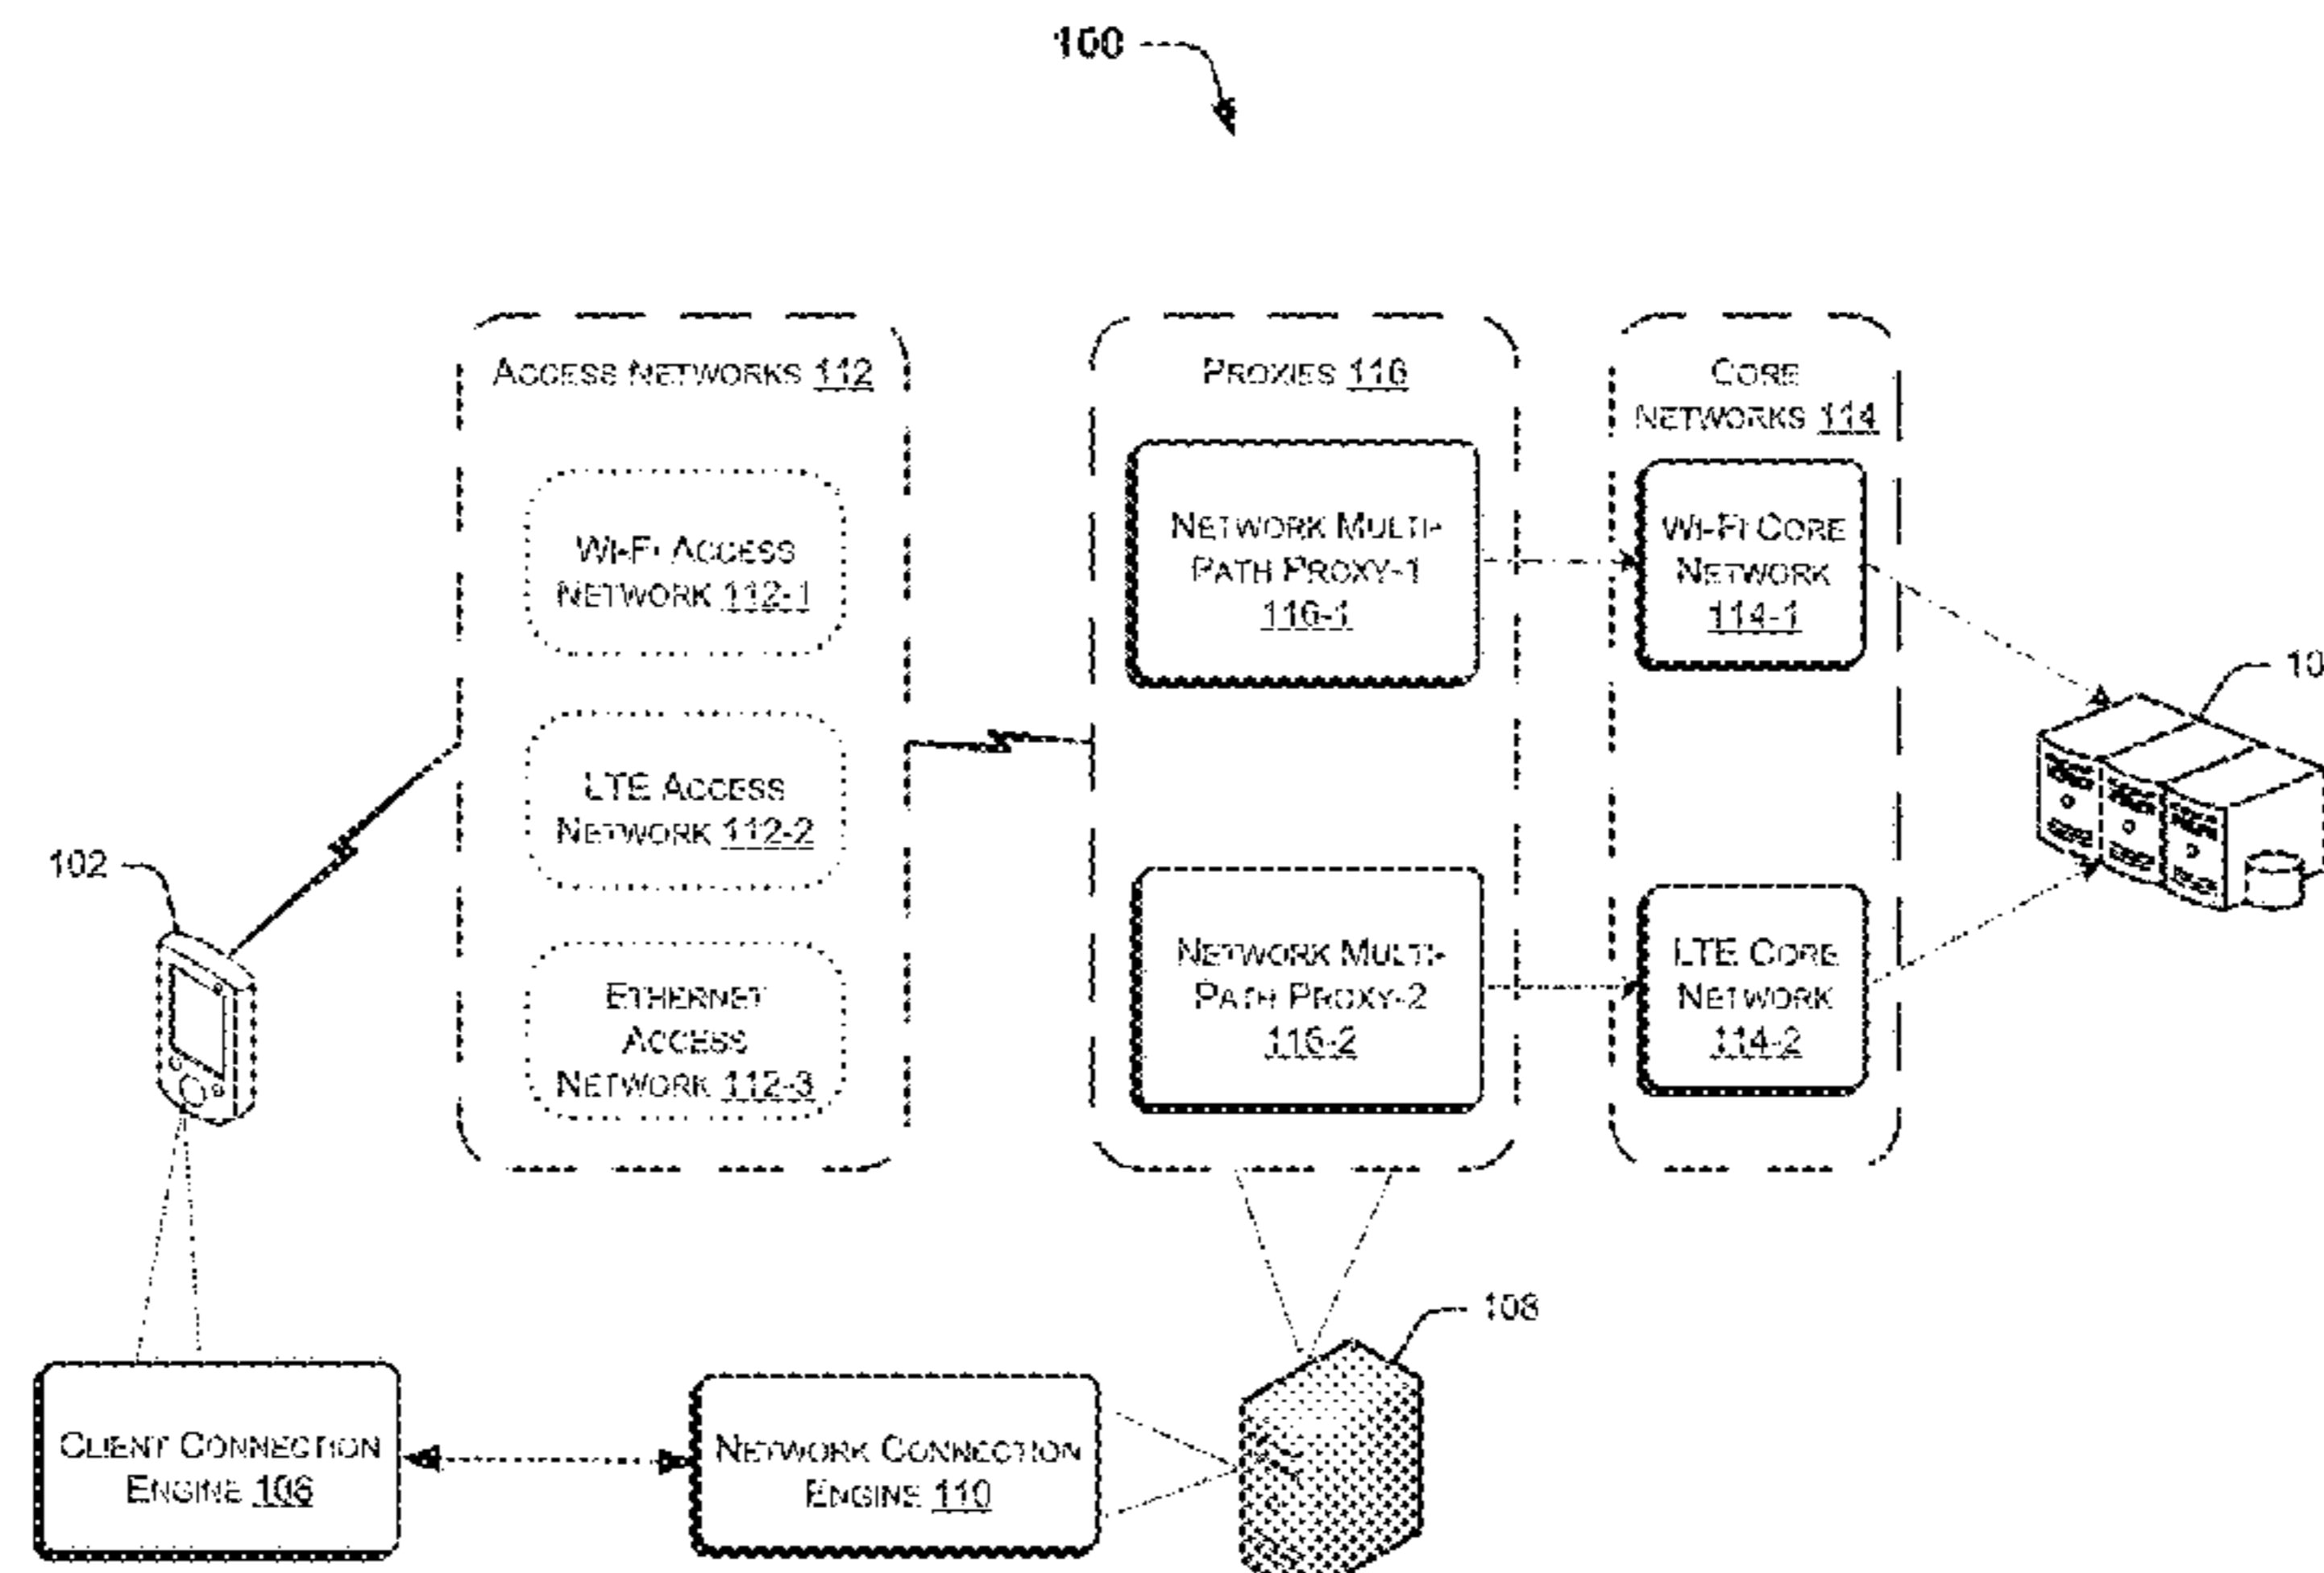 100
ACCESS NETWORKS 112
WI-FI ACCESS
NETWORK 112-1
LTE ACCESS
NETWORK 112-2
ETHERNET
ACCESS
NETWORK 112-3
PROXIES 116
NETWORK MULTI-
PATH PROXY-1
116-1
NETWORK MULTI-
PATH PROXY-2
116-2
CORE
NETWORKS 114
WI-FI CORE
NETWORK
114-1
LTE CORE
NETWORK
114-2
102
108
CLIENT CONNECTION
ENGINE 106
NETWORK CONNECTION
ENGINE 110